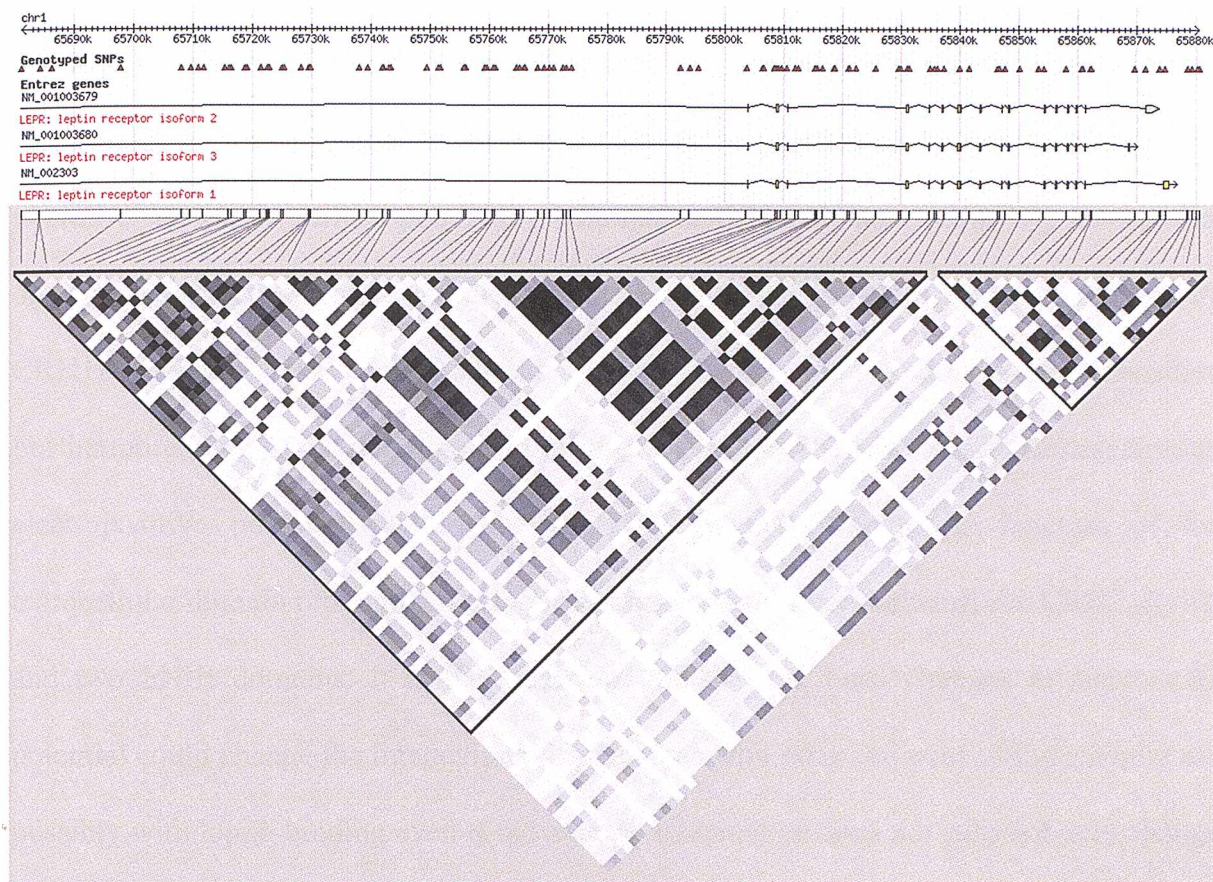 chr1
65690k 65700k 65710k 65720k 65730k 65740k 65750k 65760k 65770k 65780k 65790k 65800k 65810k 65820k 65830k 65840k 65850k 65860k 65870k 65880k
Genotyped SNPs
Entrez genes
NM_001003679
LEPR: leptin receptor isoform 2
NM_001003680
LEPR: leptin receptor isoform 3
NM_002303
LEPR: leptin receptor isoform 1